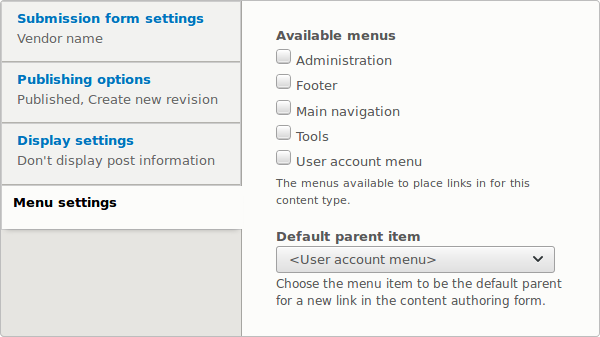 Submission form settings
Vendor name
Publishing options
Published, Create new revision
Display settings
Don't display post information
Menu settings
Available menus
Administration
Footer
Main navigation
Tools
User account menu
The menus available to place links in for this
content type.
Default parent item
<User account menu>
Choose the menu item to be the default parent
for a new link in the content authoring form.